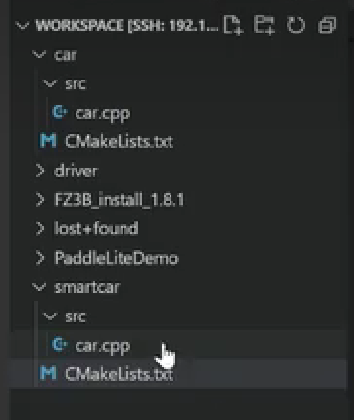 WORKSPACE [SSH: 192.1...
car
src
car.cpp
CMakeLists.txt
driver
FZ3B_install_1.8.1
lost+found
PaddleLiteDemo
smartcar
src
car.cpp
CMakeLists.txt